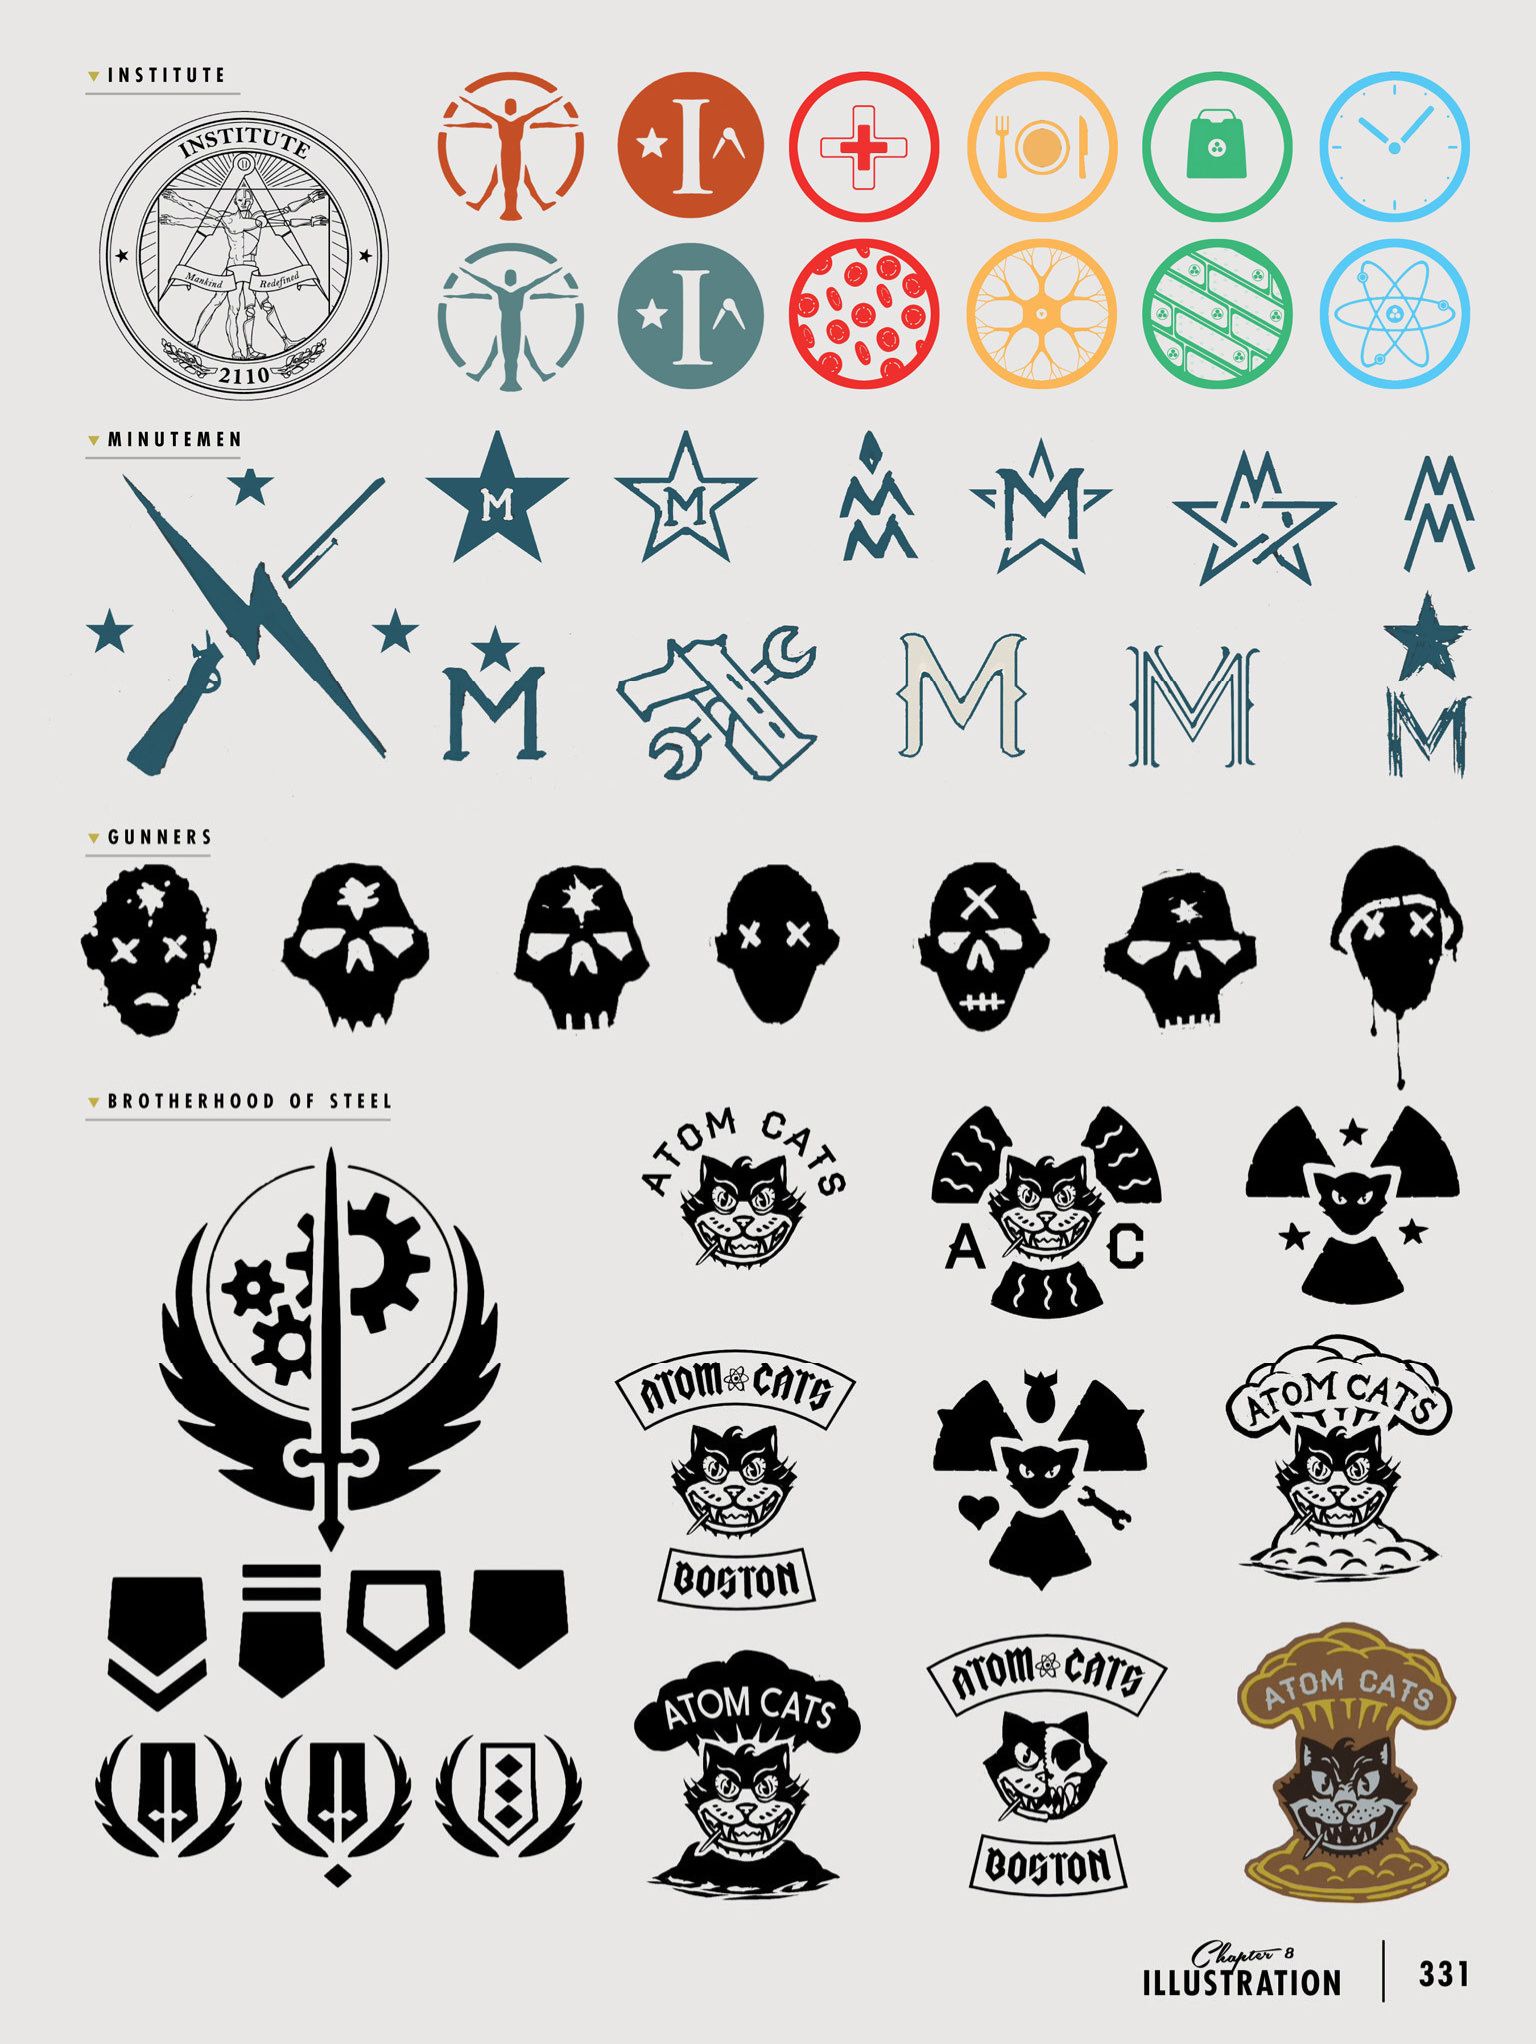 INSTITUTE
INSTITUTE
Mankind Redefined
2110
I
I
MINUTEMEN
M
M
M
M
M
M
M
M
M
M
M
M
M
GUNNERS
BROTHERHOOD OF STEEL
ATOM CATS
A C
ATOM CATS
BOSTON
ATOM CATS
ATOM CATS
ATOM CATS
BOSTON
ATOM CATS
Chapter 8
ILLUSTRATION
331